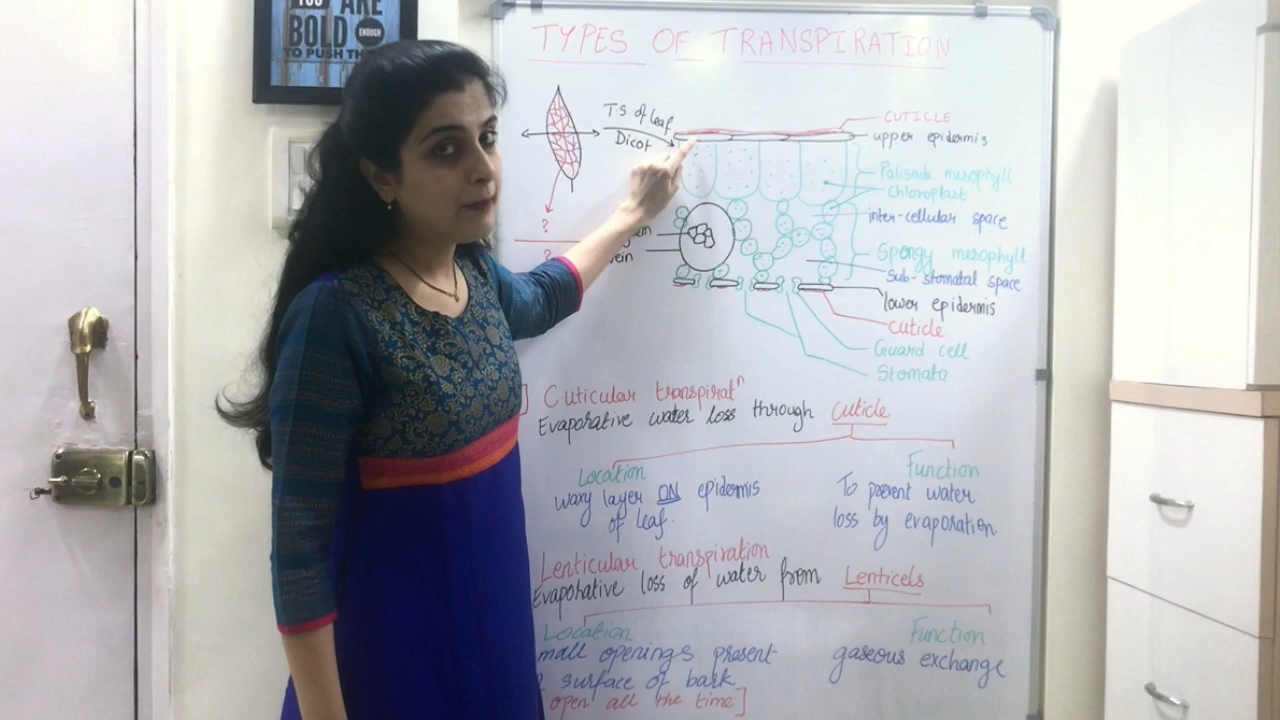 YOU ARE
BOLD ENOUGH
TO PUSH
TYPES OF TRANSPIRATION
T S of leaf
Dicot
CUTICLE
upper epidermis
Palisade mesophyll
chloroplast
inter-cellular space
Spongy mesophyll
Sub-stomatal space
lower epidermis
cuticle
Guard cell
Stomata
?
?
] Cuticular transpiratⁿ
Evaporative water loss through cuticle
Location
Function
waxy layer ON epidermis
of leaf.
To prevent water
loss by evaporation.
Lenticular transpiration
Evaporative loss of water from Lenticels
Location
Function
mall openings present
surface of bark
open all the time]
gaseous exchange